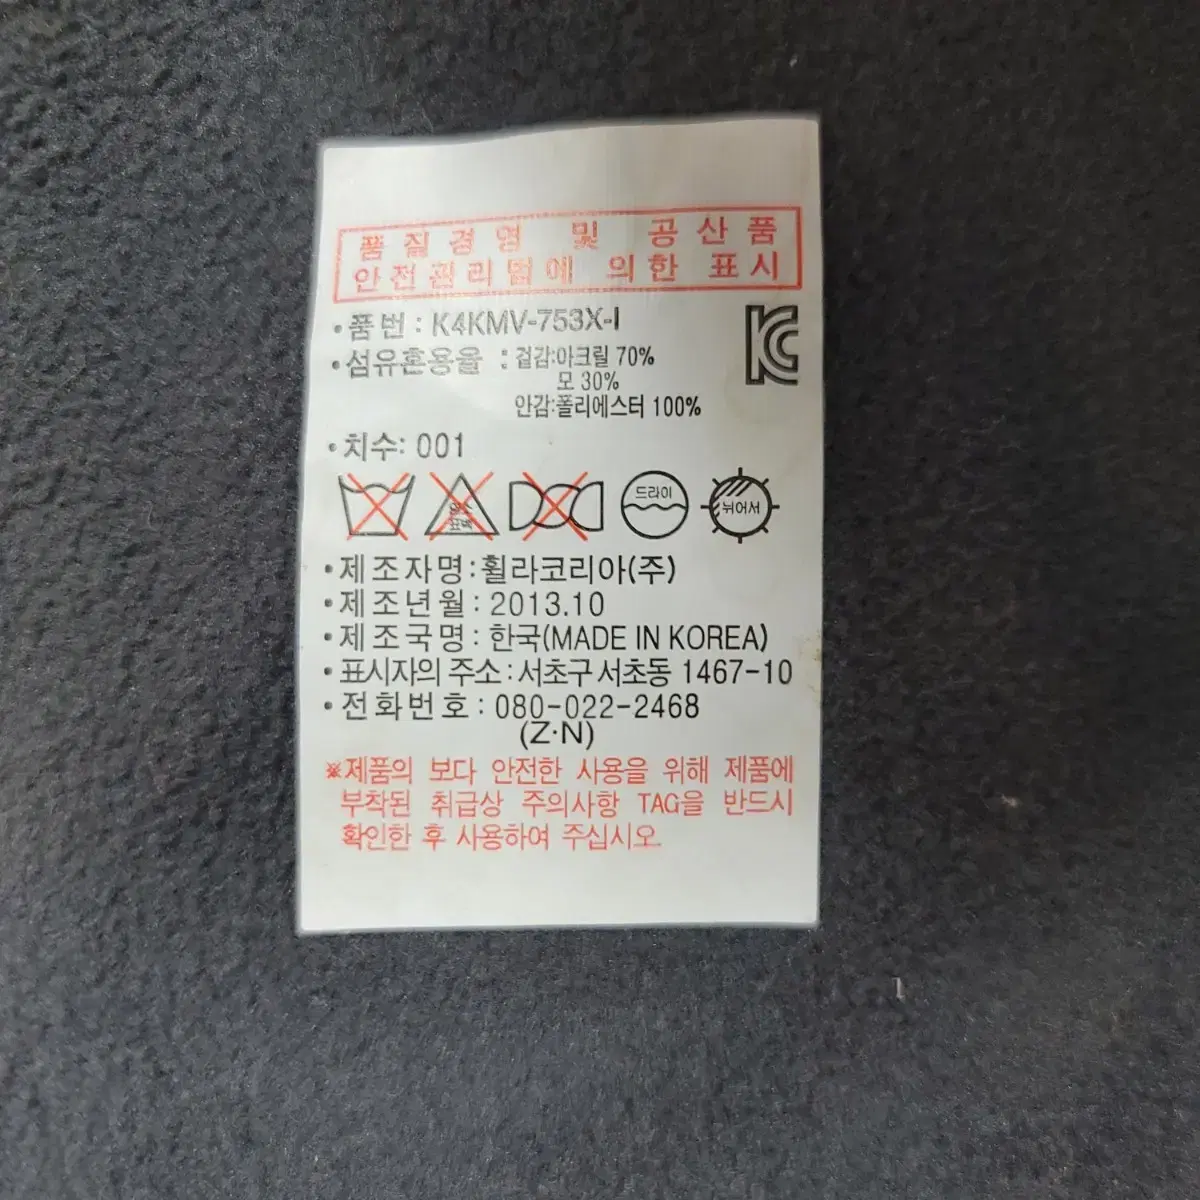 품질경영 및 공산품
안전관리법에 의한 표시
•품번: K4KMV-753X-I
•섬유혼용율 : 겉감:아크릴 70%
모 30%
안감:폴리에스터 100%
•치수: 001
염소
표백
드라이
뉘어서
•제조자명:휠라코리아(주)
•제조년월: 2013.10
•제조국명: 한국(MADE IN KOREA)
•표시자의 주소:서초구 서초동 1467-10
•전화번호: 080-022-2468
(Z·N)
※제품의 보다 안전한 사용을 위해 제품에
부착된 취급상 주의사항 TAG을 반드시
확인한 후 사용하여 주십시오.